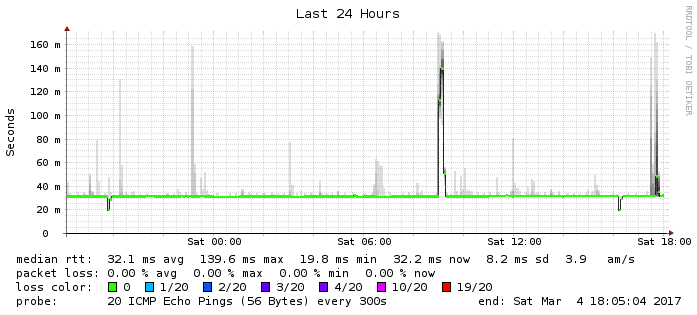 Last 24 Hours
RRDTOOL / TOBI OETIKER
Seconds
160 m
140 m
120 m
100 m
80 m
60 m
40 m
20 m
0
Sat 00:00 Sat 06:00 Sat 12:00 Sat 18:00
median rtt: 32.1 ms avg 139.6 ms max 19.8 ms min 32.2 ms now 8.2 ms sd 3.9 am/s
packet loss: 0.00 % avg 0.00 % max 0.00 % min 0.00 % now
loss color: 0 1/20 2/20 3/20 4/20 10/20 19/20
probe: 20 ICMP Echo Pings (56 Bytes) every 300s end: Sat Mar 4 18:05:04 2017